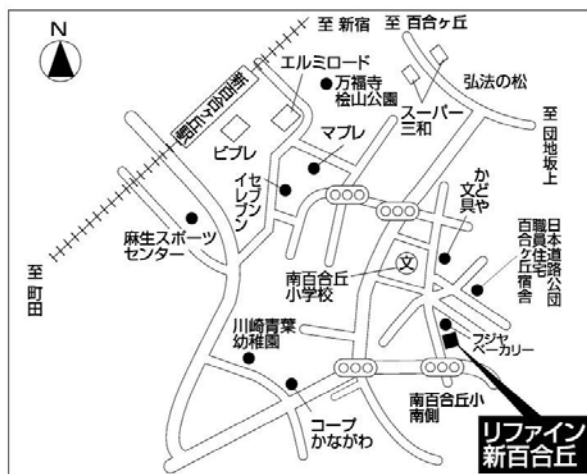 N
至 新宿
至 百合ヶ丘
エルミロード
万福寺
桧山公園
弘法の松
スーパー
三和
至 団地坂上
新百合ヶ丘駅
ビブレ
マプレ
セブン
イレブン
かどや
文具
麻生スポーツ
センター
日本道路公団
職員住宅
百合ヶ丘宿舎
至 町田
南百合丘
小学校
文
川崎青葉
幼稚園
フジヤ
ベーカリー
コープ
かながわ
南百合丘小
南側
リファイン
新百合丘